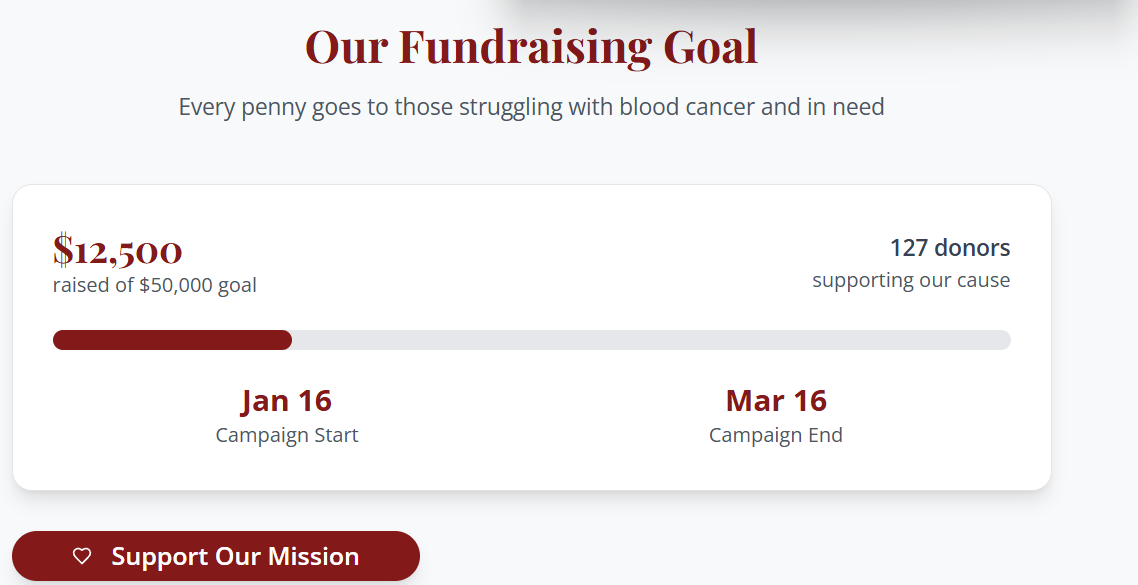 Our Fundraising Goal
Every penny goes to those struggling with blood cancer and in need
$12,500
raised of $50,000 goal
127 donors
supporting our cause
Jan 16
Campaign Start
Mar 16
Campaign End
Support Our Mission